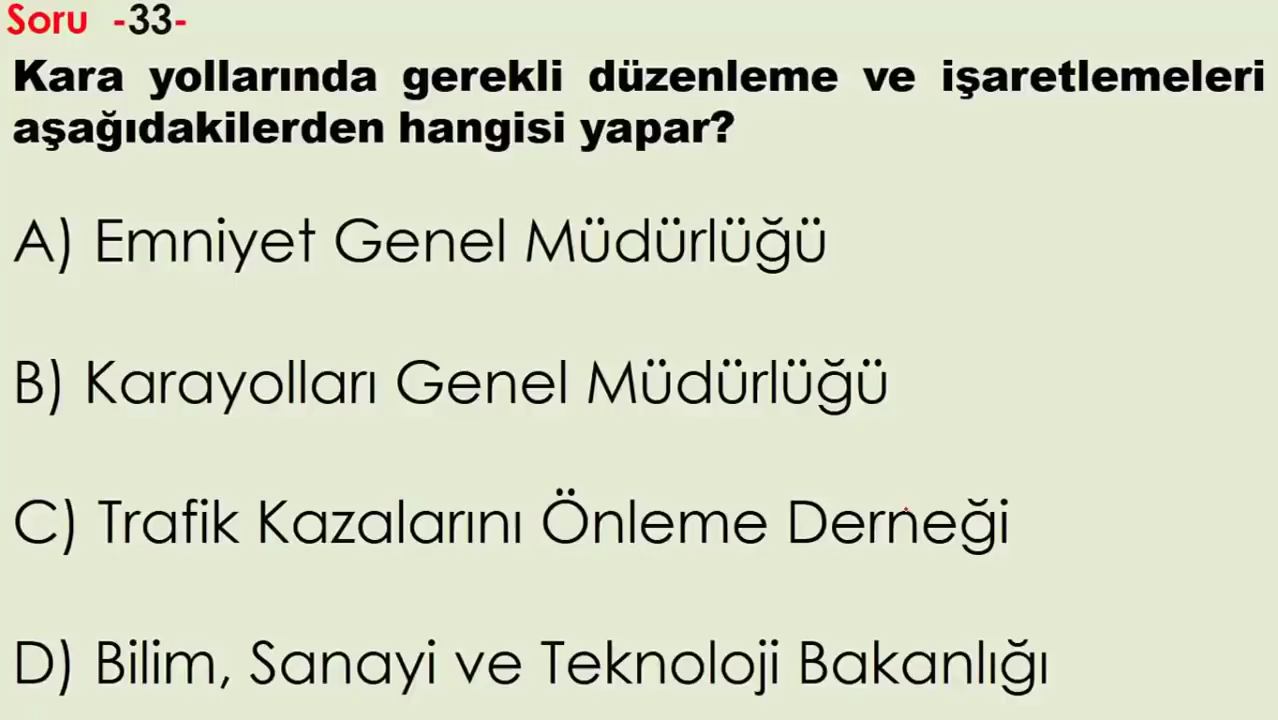 Soru -33-
Kara yollarında gerekli düzenleme ve işaretlemeleri
aşağıdakilerden hangisi yapar?
A) Emniyet Genel Müdürlüğü
B) Karayolları Genel Müdürlüğü
C) Trafik Kazalarını Önleme Derneği
D) Bilim, Sanayi ve Teknoloji Bakanlığı